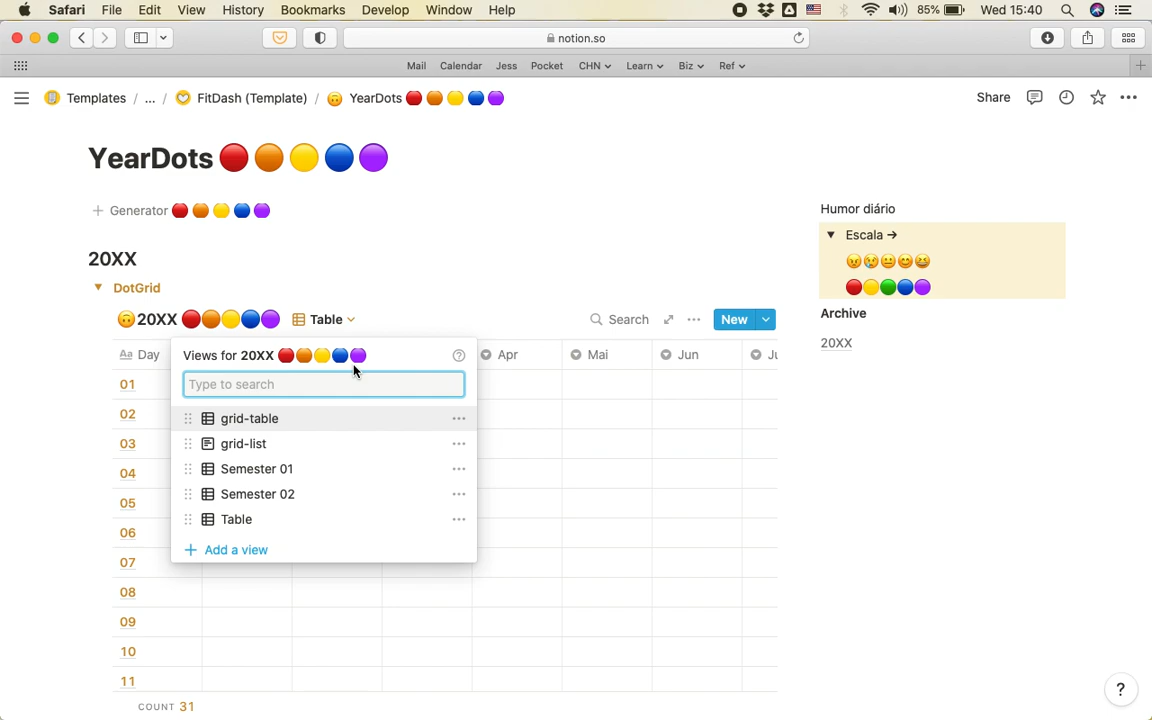 Safari File Edit View History Bookmarks Develop Window Help 85% Wed 15:40
notion.so
Mail Calendar Jess Pocket CHN Learn Biz Ref
Templates / ... / FitDash (Template) / YearDots 🔴🟠🟡🔵🟣 Share
YearDots 🔴🟠🟡🔵🟣
+ Generator 🔴🟠🟡🔵🟣
20XX
DotGrid
🙃20XX 🔴🟠🟡🔵🟣 Table Search New
Aa Day Apr Mai Jun Ju
Views for 20XX 🔴🟠🟡🔵🟣
Type to search
grid-table
grid-list
Semester 01
Semester 02
Table
+ Add a view
01
02
03
04
05
06
07
08
09
10
11
COUNT 31
Humor diário
Escala →
😡😢😐😊😆
🔴🟡🟢🔵🟣
Archive
20XX
?